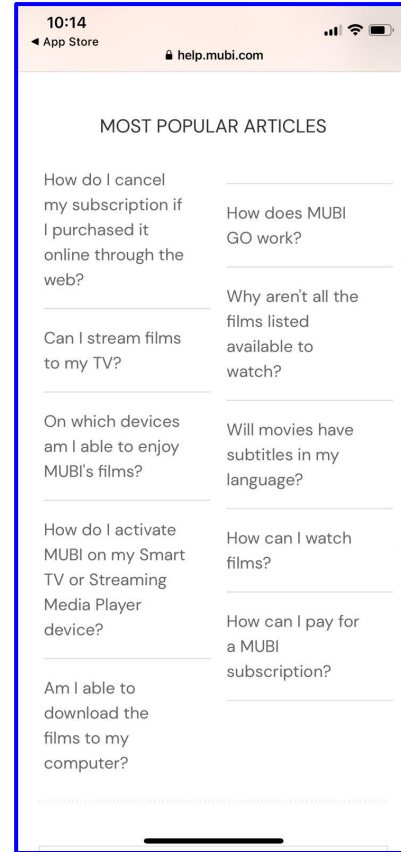 10:14
App Store
help.mubi.com
MOST POPULAR ARTICLES
How do I cancel
my subscription if
I purchased it
online through the
web?
Can I stream films
to my TV?
On which devices
am I able to enjoy
MUBI's films?
How do I activate
MUBI on my Smart
TV or Streaming
Media Player
device?
Am I able to
download the
films to my
computer?
How does MUBI
GO work?
Why aren't all the
films listed
available to
watch?
Will movies have
subtitles in my
language?
How can I watch
films?
How can I pay for
a MUBI
subscription?